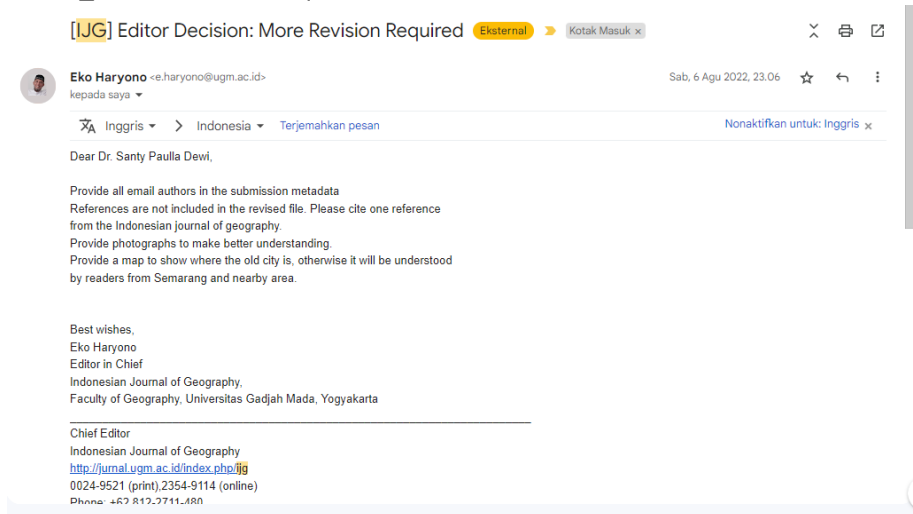 [IJG] Editor Decision: More Revision Required Eksternal Kotak Masuk ×
Eko Haryono <e.haryono@ugm.ac.id> Sab, 6 Agu 2022, 23.06
kepada saya
Inggris > Indonesia Terjemahkan pesan Nonaktifkan untuk: Inggris ×
Dear Dr. Santy Paulla Dewi,
Provide all email authors in the submission metadata
References are not included in the revised file. Please cite one reference
from the Indonesian journal of geography.
Provide photographs to make better understanding.
Provide a map to show where the old city is, otherwise it will be understood
by readers from Semarang and nearby area.
Best wishes,
Eko Haryono
Editor in Chief
Indonesian Journal of Geography,
Faculty of Geography, Universitas Gadjah Mada, Yogyakarta
Chief Editor
Indonesian Journal of Geography
http://jurnal.ugm.ac.id/index.php/ijg
0024-9521 (print),2354-9114 (online)
Phone: +62 812-2711-480